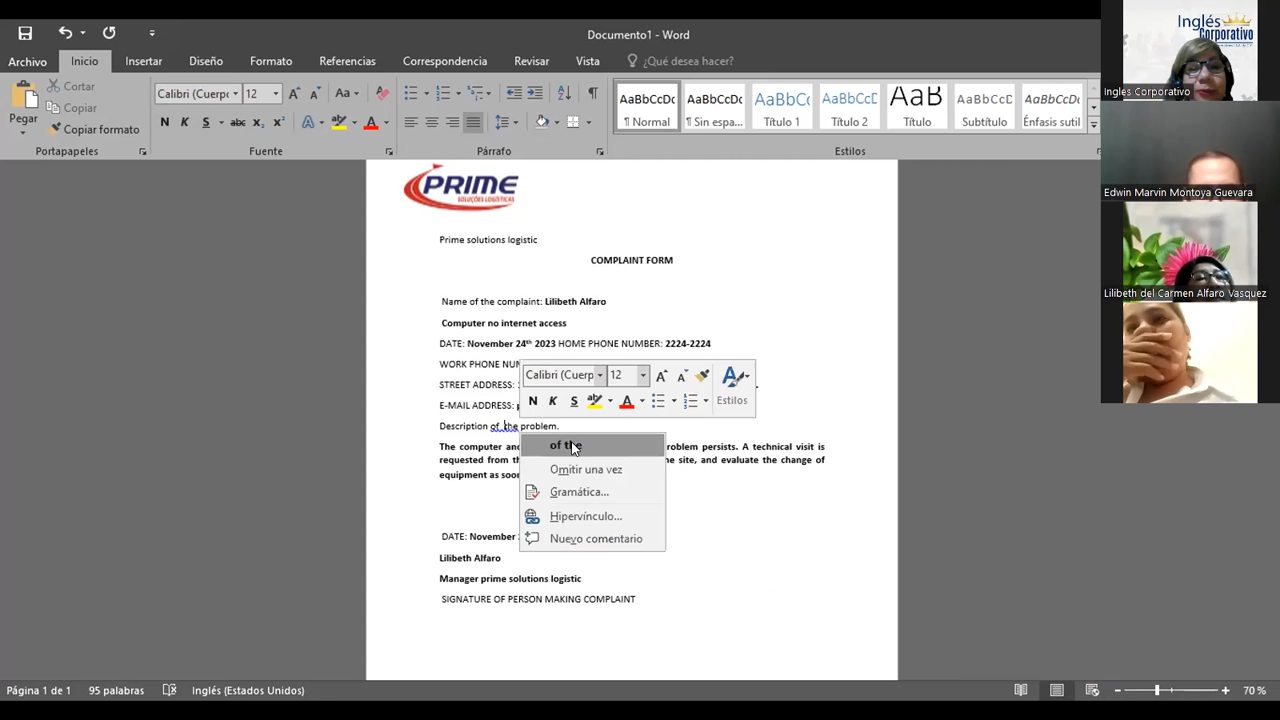 Documento1 - Word
Archivo Inicio Insertar Diseño Formato Referencias Correspondencia Revisar Vista ¿Qué desea hacer?
Pegar
Cortar
Copiar
Copiar formato
Portapapeles
Calibri (Cuerpo 12
Fuente
Párrafo
AaBbCcDc AaBbCcDc AaBbCc AaBbCcD AaB AaBbCcD AaBbCcDc
¶ Normal ¶ Sin espa... Título 1 Título 2 Título Subtítulo Énfasis sutil
Estilos
PRIME
SOLUÇÕES LOGÍSTICAS
Prime solutions logistic
COMPLAINT FORM
Name of the complaint: Lilibeth Alfaro
Computer no internet access
DATE: November 24th 2023 HOME PHONE NUMBER: 2224-2224
WORK PHONE NUM
STREET ADDRESS:
E-MAIL ADDRESS:
Description of the problem.
The computer and roblem persists. A technical visit is
requested from th e site, and evaluate the change of
equipment as soon
DATE: November
Lilibeth Alfaro
Manager prime solutions logistic
SIGNATURE OF PERSON MAKING COMPLAINT
Calibri (Cuerp 12
N K S Estilos
of the
Omitir una vez
Gramática...
Hipervínculo...
Nuevo comentario
Página 1 de 1 95 palabras Inglés (Estados Unidos) 70 %
Inglés
Corporativo
Ingles Corporativo
Edwin Marvin Montoya Guevara
Lilibeth del Carmen Alfaro Vasquez